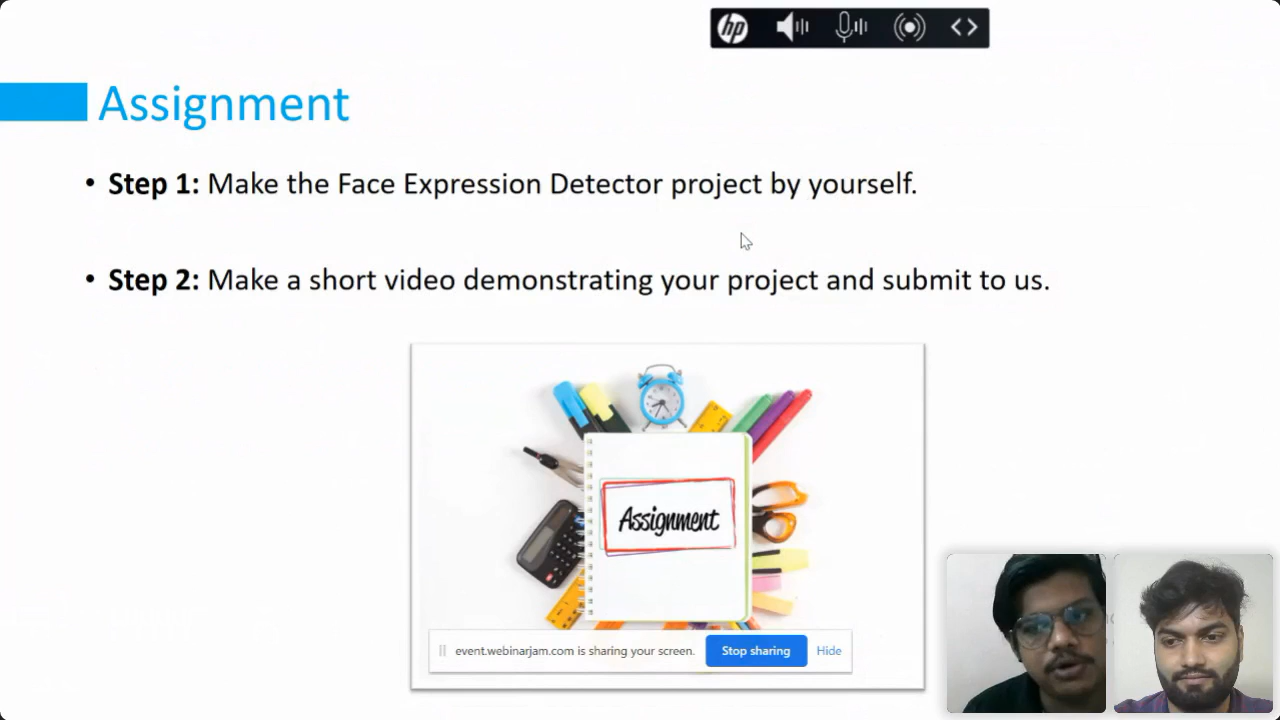 hp
Assignment
• Step 1: Make the Face Expression Detector project by yourself.
• Step 2: Make a short video demonstrating your project and submit to us.
Assignment
event.webinarjam.com is sharing your screen. Stop sharing Hide